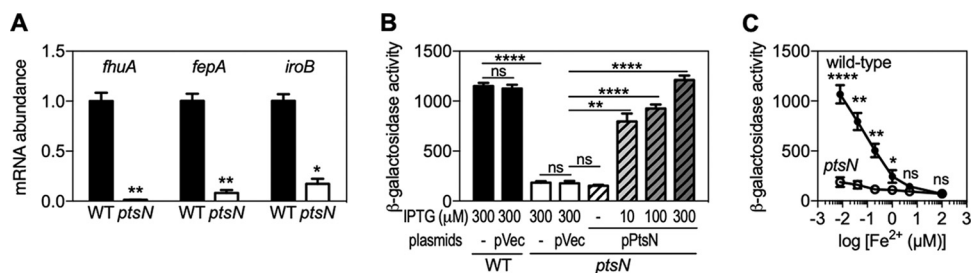 A
B
C
mRNA abundance
1.5
1.0
0.5
0.0
fhuA
fepA
iroB
**
**
*
WT ptsN WT ptsN WT ptsN
β-galactosidase activity
1500
1000
500
0
****
ns
****
****
**
ns
ns
IPTG (μM) 300 300 300 300 - 10 100 300
plasmids - pVec - pVec pPtsN
WT ptsN
β-galactosidase activity
1500
1000
500
0
wild-type
****
**
**
*
ns
ns
ptsN
-3 -2 -1 0 1 2 3
log [Fe²⁺ (μM)]